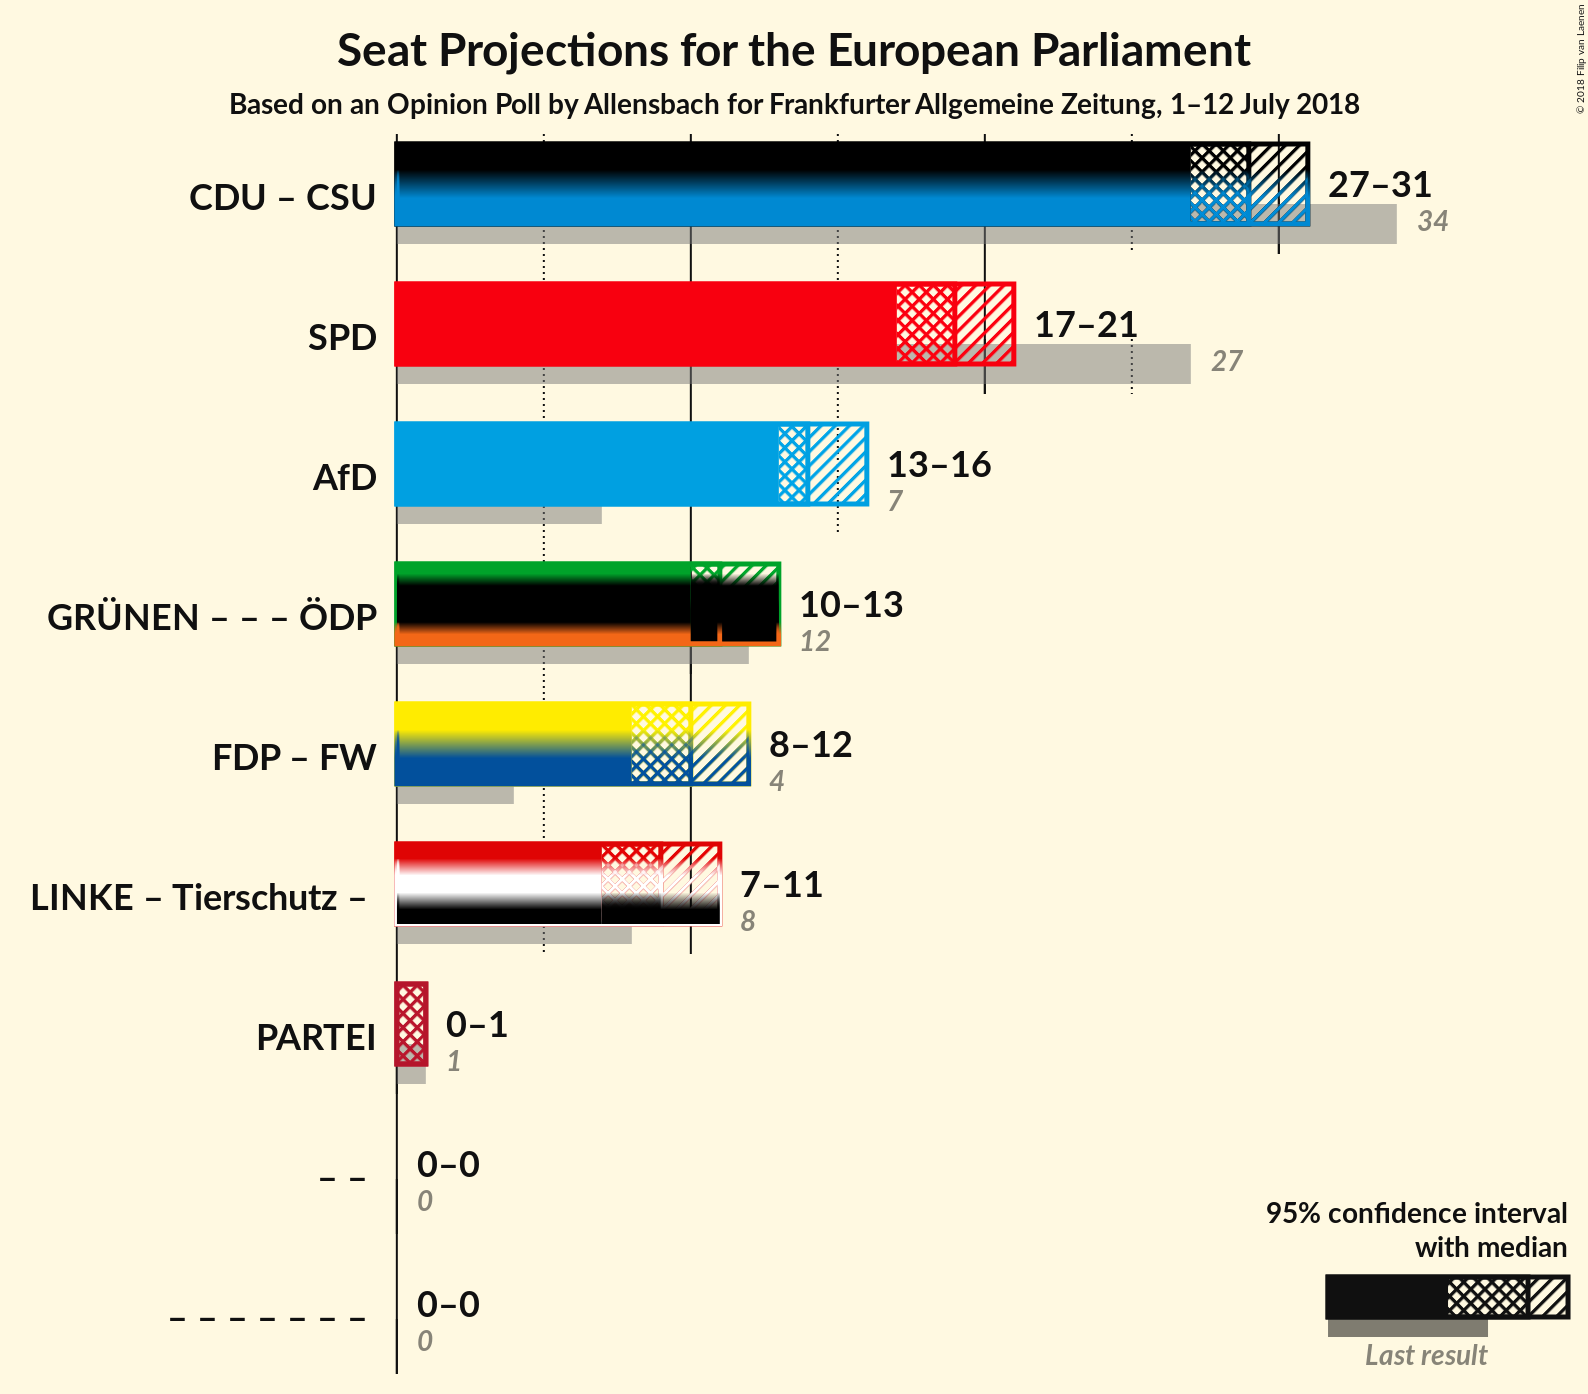 Seat Projections for the European Parliament
Based on an Opinion Poll by Allensbach for Frankfurter Allgemeine Zeitung, 1–12 July 2018
© 2018 Filip van Laenen
CDU – CSU
27–31
34
SPD
17–21
27
AfD
13–16
7
GRÜNEN – – – ÖDP
10–13
12
FDP – FW
8–12
4
LINKE – Tierschutz –
7–11
8
PARTEI
0–1
1
– –
0–0
0
– – – – – – –
0–0
0
95% confidence interval
with median
Last result